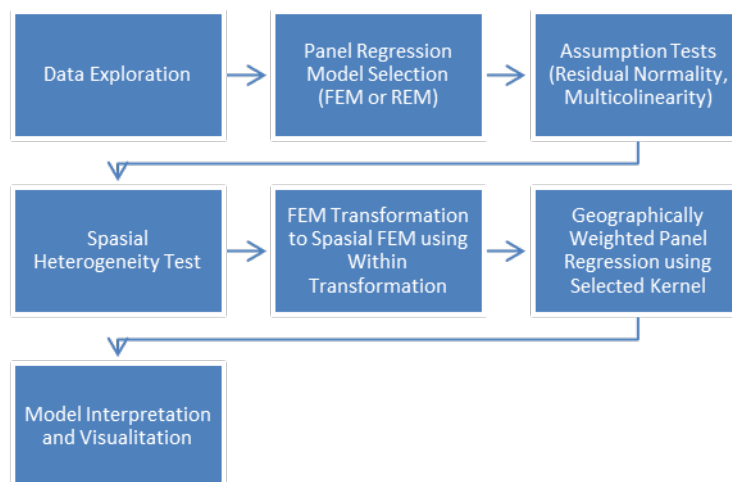 Data Exploration
Panel Regression
Model Selection
(FEM or REM)
Assumption Tests
(Residual Normality,
Multicolinearity)
Spasial
Heterogeneity Test
FEM Transformation
to Spasial FEM using
Within
Transformation
Geographically
Weighted Panel
Regression using
Selected Kernel
Model Interpretation
and Visualitation